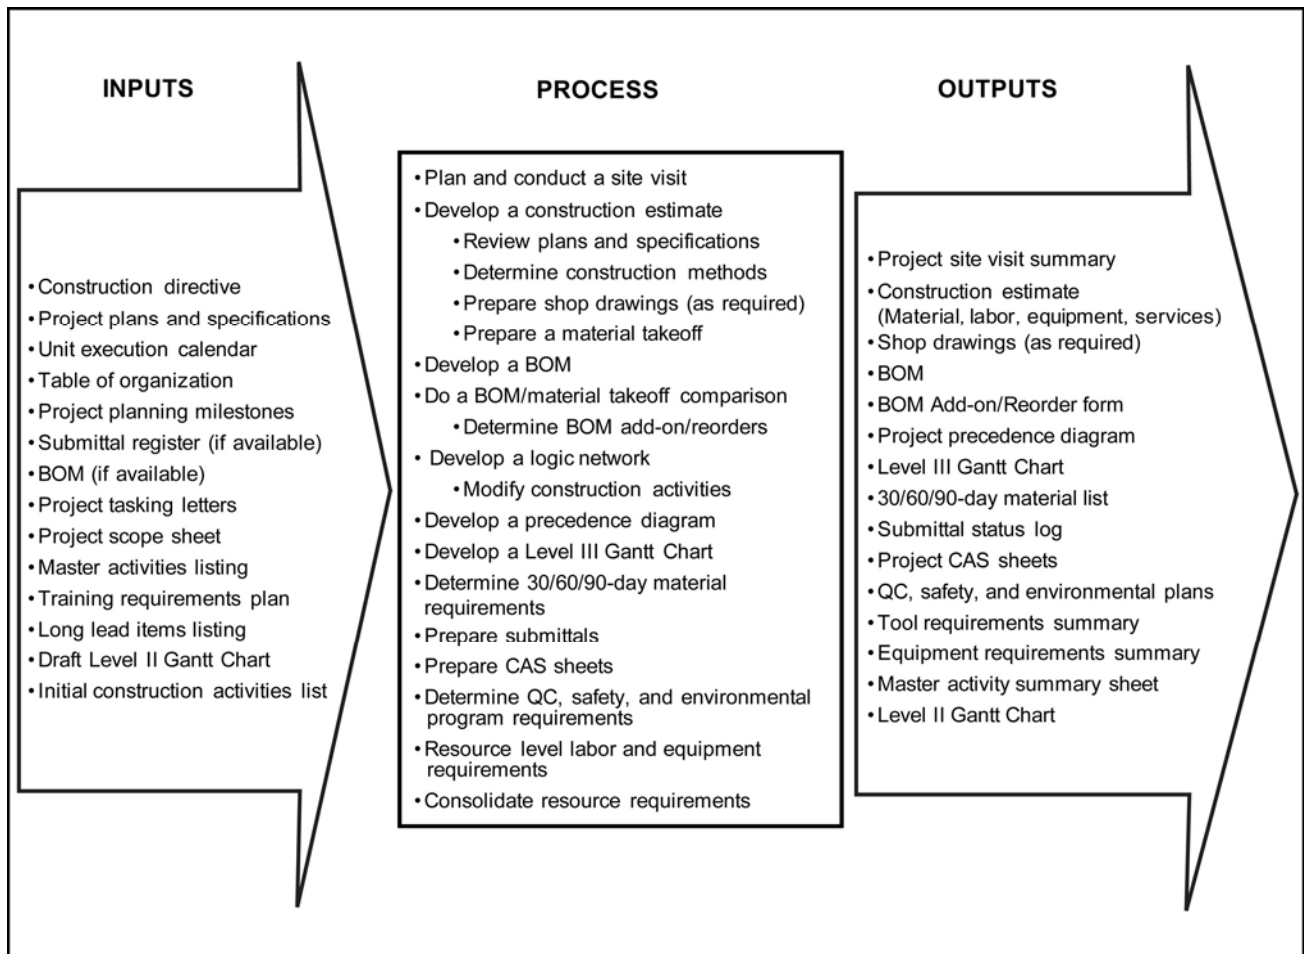 INPUTS
• Construction directive
• Project plans and specifications
• Unit execution calendar
• Table of organization
• Project planning milestones
• Submittal register (if available)
• BOM (if available)
• Project tasking letters
• Project scope sheet
• Master activities listing
• Training requirements plan
• Long lead items listing
• Draft Level II Gantt Chart
• Initial construction activities list
PROCESS
• Plan and conduct a site visit
• Develop a construction estimate
• Review plans and specifications
• Determine construction methods
• Prepare shop drawings (as required)
• Prepare a material takeoff
• Develop a BOM
• Do a BOM/material takeoff comparison
• Determine BOM add-on/reorders
• Develop a logic network
• Modify construction activities
• Develop a precedence diagram
• Develop a Level III Gantt Chart
• Determine 30/60/90-day material
requirements
• Prepare submittals
• Prepare CAS sheets
• Determine QC, safety, and environmental
program requirements
• Resource level labor and equipment
requirements
• Consolidate resource requirements
OUTPUTS
• Project site visit summary
• Construction estimate
(Material, labor, equipment, services)
• Shop drawings (as required)
• BOM
• BOM Add-on/Reorder form
• Project precedence diagram
• Level III Gantt Chart
• 30/60/90-day material list
• Submittal status log
• Project CAS sheets
• QC, safety, and environmental plans
• Tool requirements summary
• Equipment requirements summary
• Master activity summary sheet
• Level II Gantt Chart